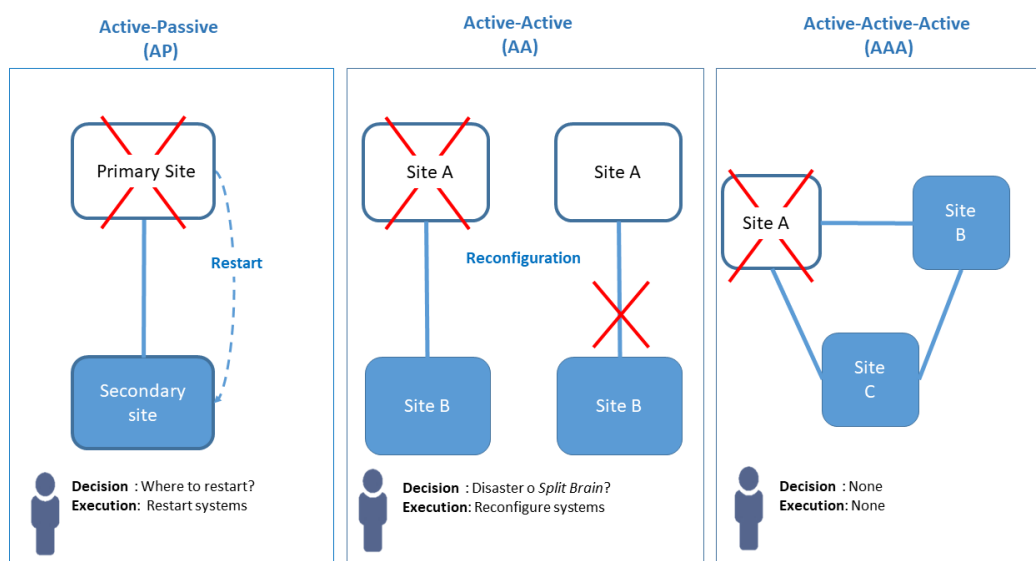 Active-Passive
(AP)
Primary Site
Restart
Secondary
site
Decision : Where to restart?
Execution: Restart systems
Active-Active
(AA)
Site A
Site A
Reconfiguration
Site B
Site B
Decision : Disaster o Split Brain?
Execution: Reconfigure systems
Active-Active-Active
(AAA)
Site A
Site
B
Site
C
Decision : None
Execution: None